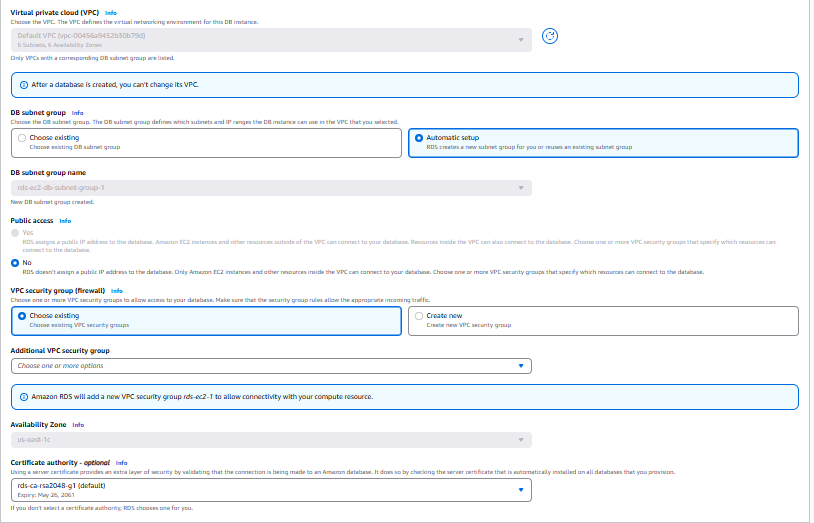 Virtual private cloud (VPC) Info
Choose the VPC. The VPC defines the virtual networking environment for this DB instance.
Default VPC (vpc-00456a9452b30b79d)
6 Subnets, 6 Availability Zones
Only VPCs with a corresponding DB subnet group are listed.
After a database is created, you can't change its VPC.
DB subnet group Info
Choose the DB subnet group. The DB subnet group defines which subnets and IP ranges the DB instance can use in the VPC that you selected.
Choose existing
Choose existing DB subnet group
Automatic setup
RDS creates a new subnet group for you or reuses an existing subnet group
DB subnet group name
rds-ec2-db-subnet-group-1
New DB subnet group created.
Public access Info
Yes
RDS assigns a public IP address to the database. Amazon EC2 instances and other resources outside of the VPC can connect to your database. Resources inside the VPC can also connect to the database. Choose one or more VPC security groups that specify which resources can
connect to the database.
No
RDS doesn't assign a public IP address to the database. Only Amazon EC2 instances and other resources inside the VPC can connect to your database. Choose one or more VPC security groups that specify which resources can connect to the database.
VPC security group (firewall) Info
Choose one or more VPC security groups to allow access to your database. Make sure that the security group rules allow the appropriate incoming traffic.
Choose existing
Choose existing VPC security groups
Create new
Create new VPC security group
Additional VPC security group
Choose one or more options
Amazon RDS will add a new VPC security group rds-ec2-1 to allow connectivity with your compute resource.
Availability Zone Info
us-east-1c
Certificate authority - optional Info
Using a server certificate provides an extra layer of security by validating that the connection is being made to an Amazon database. It does so by checking the server certificate that is automatically installed on all databases that you provision.
rds-ca-rsa2048-g1 (default)
Expiry: May 26, 2061
If you don't select a certificate authority, RDS chooses one for you.